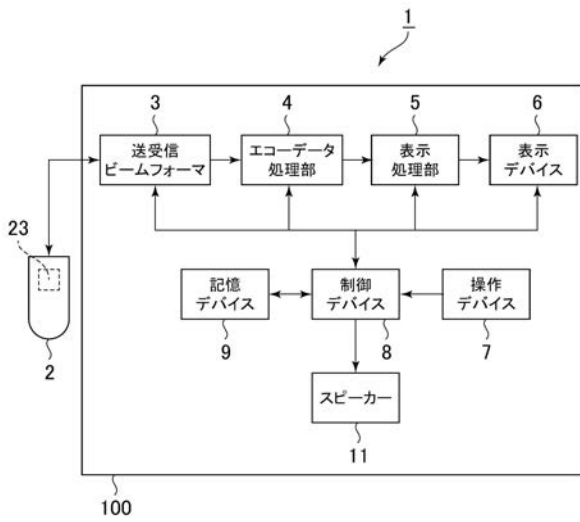 1
3
4
5
6
送受信
ビームフォーマ
エコーデータ
処理部
表示
処理部
表示
デバイス
23
2
記憶
デバイス
制御
デバイス
操作
デバイス
9
8
7
スピーカー
11
100